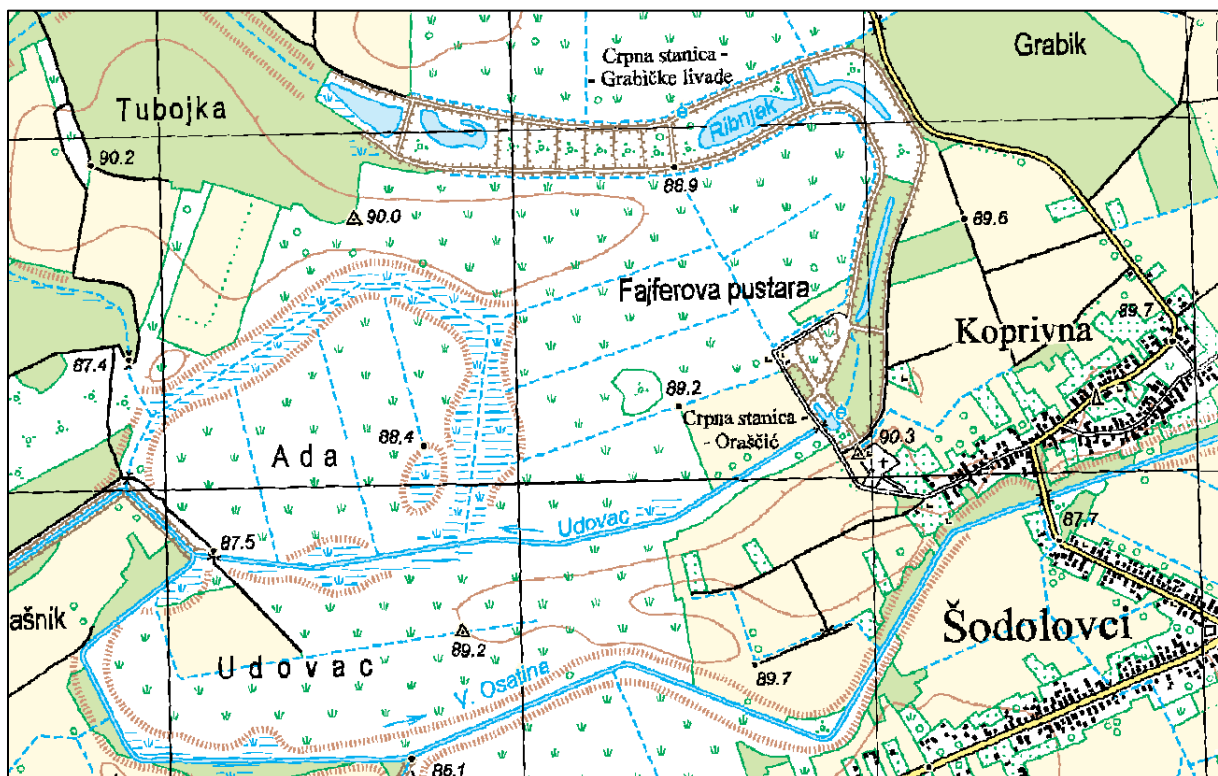 Crpna stanica -
- Grabičke livade
Grabik
Tubojka
Ribnjak
90.2
88.9
90.0
89.6
Fajferova pustara
89.7
Koprivna
87.4
89.2
Crpna stanica -
- Oraščić
90.3
88.4
Ada
Udovac
87.5
87.7
ašnik
Šodolovci
89.2
Udovac
89.7
V. Osatina
86.1